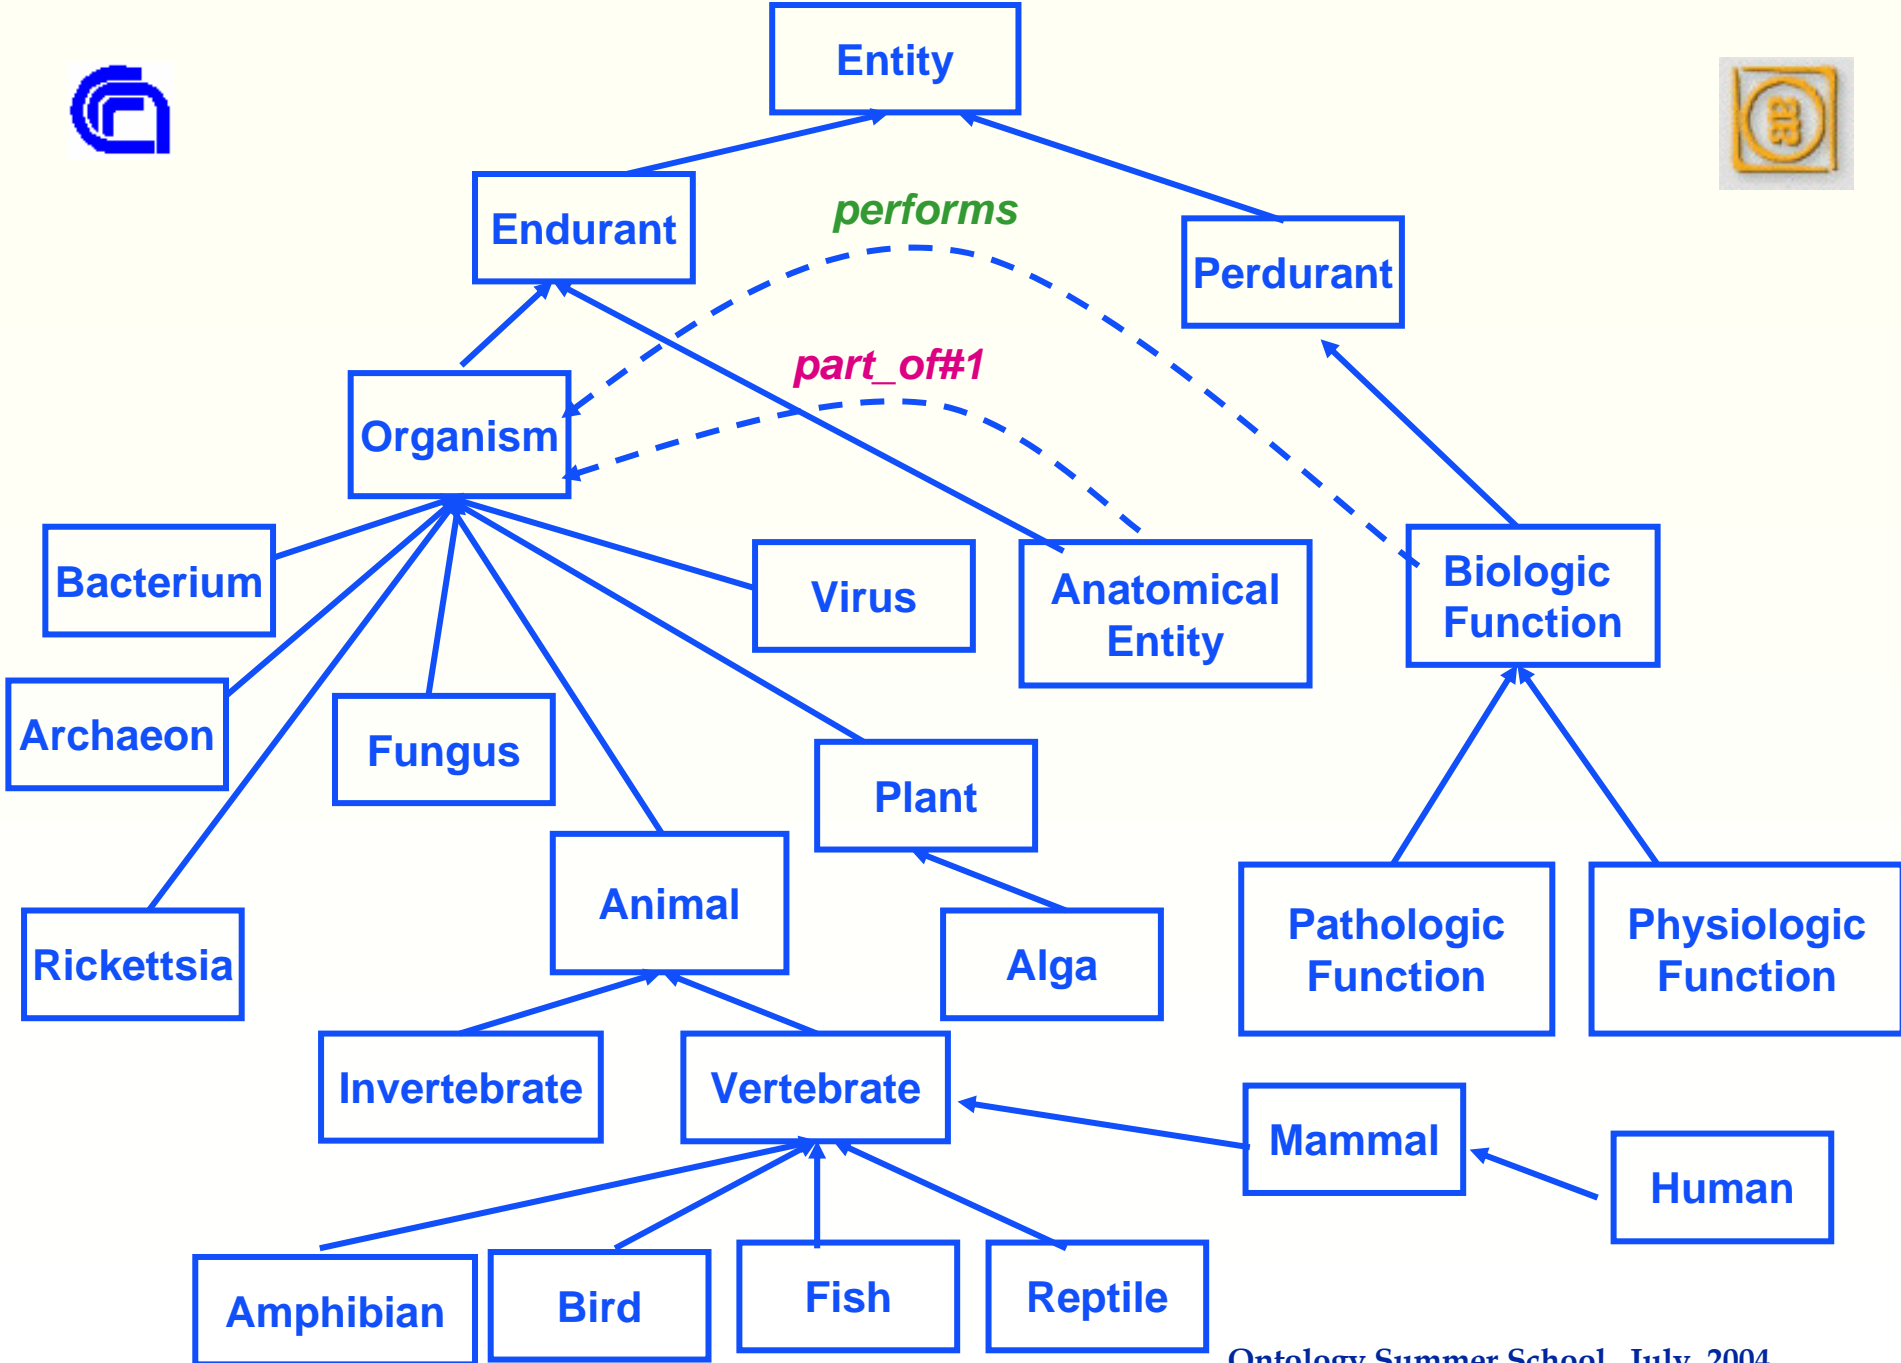 Entity
Endurant
performs
Perdurant
part_of#1
Organism
Bacterium
Virus
Anatomical
Entity
Biologic
Function
Archaeon
Fungus
Plant
Animal
Rickettsia
Alga
Pathologic
Function
Physiologic
Function
Invertebrate
Vertebrate
Mammal
Human
Amphibian
Bird
Fish
Reptile
Ontology Summer School, July, 2004